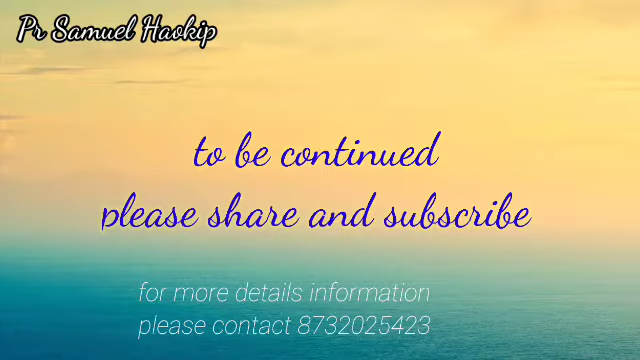 Pr Samuel Haokip
to be continued
please share and subscribe
for more details information
please contact 8732025423